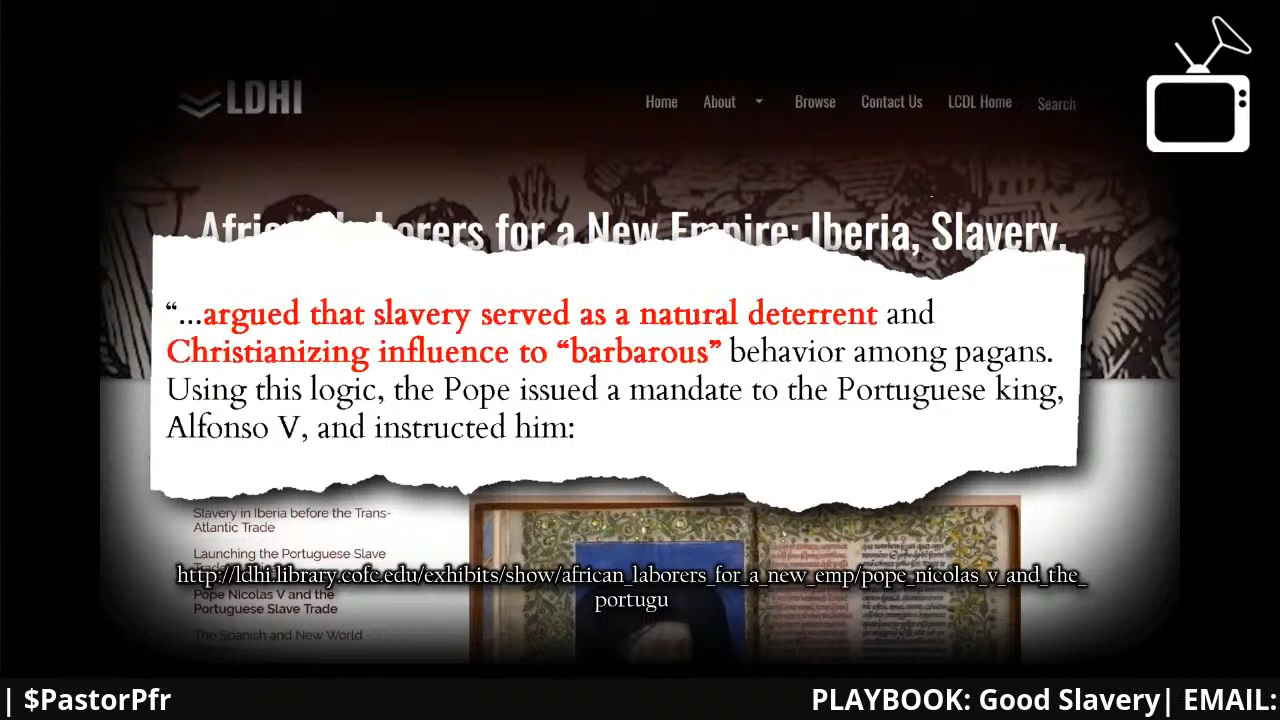 LDHI
Home About Browse Contact Us LCDL Home Search
for a New Empire: Iberia, Slavery,
“...argued that slavery served as a natural deterrent and
Christianizing influence to “barbarous” behavior among pagans.
Using this logic, the Pope issued a mandate to the Portuguese king,
Alfonso V, and instructed him:
Slavery in Iberia before the Trans-
Atlantic Trade
Launching the Portuguese Slave
http://ldhi.library.cofc.edu/exhibits/show/african_laborers_for_a_new_emp/pope_nicolas_v_and_the_
portugu
Pope Nicolas V and the
Portuguese Slave Trade
The Spanish and New World
| $PastorPfr
PLAYBOOK: Good Slavery| EMAIL: